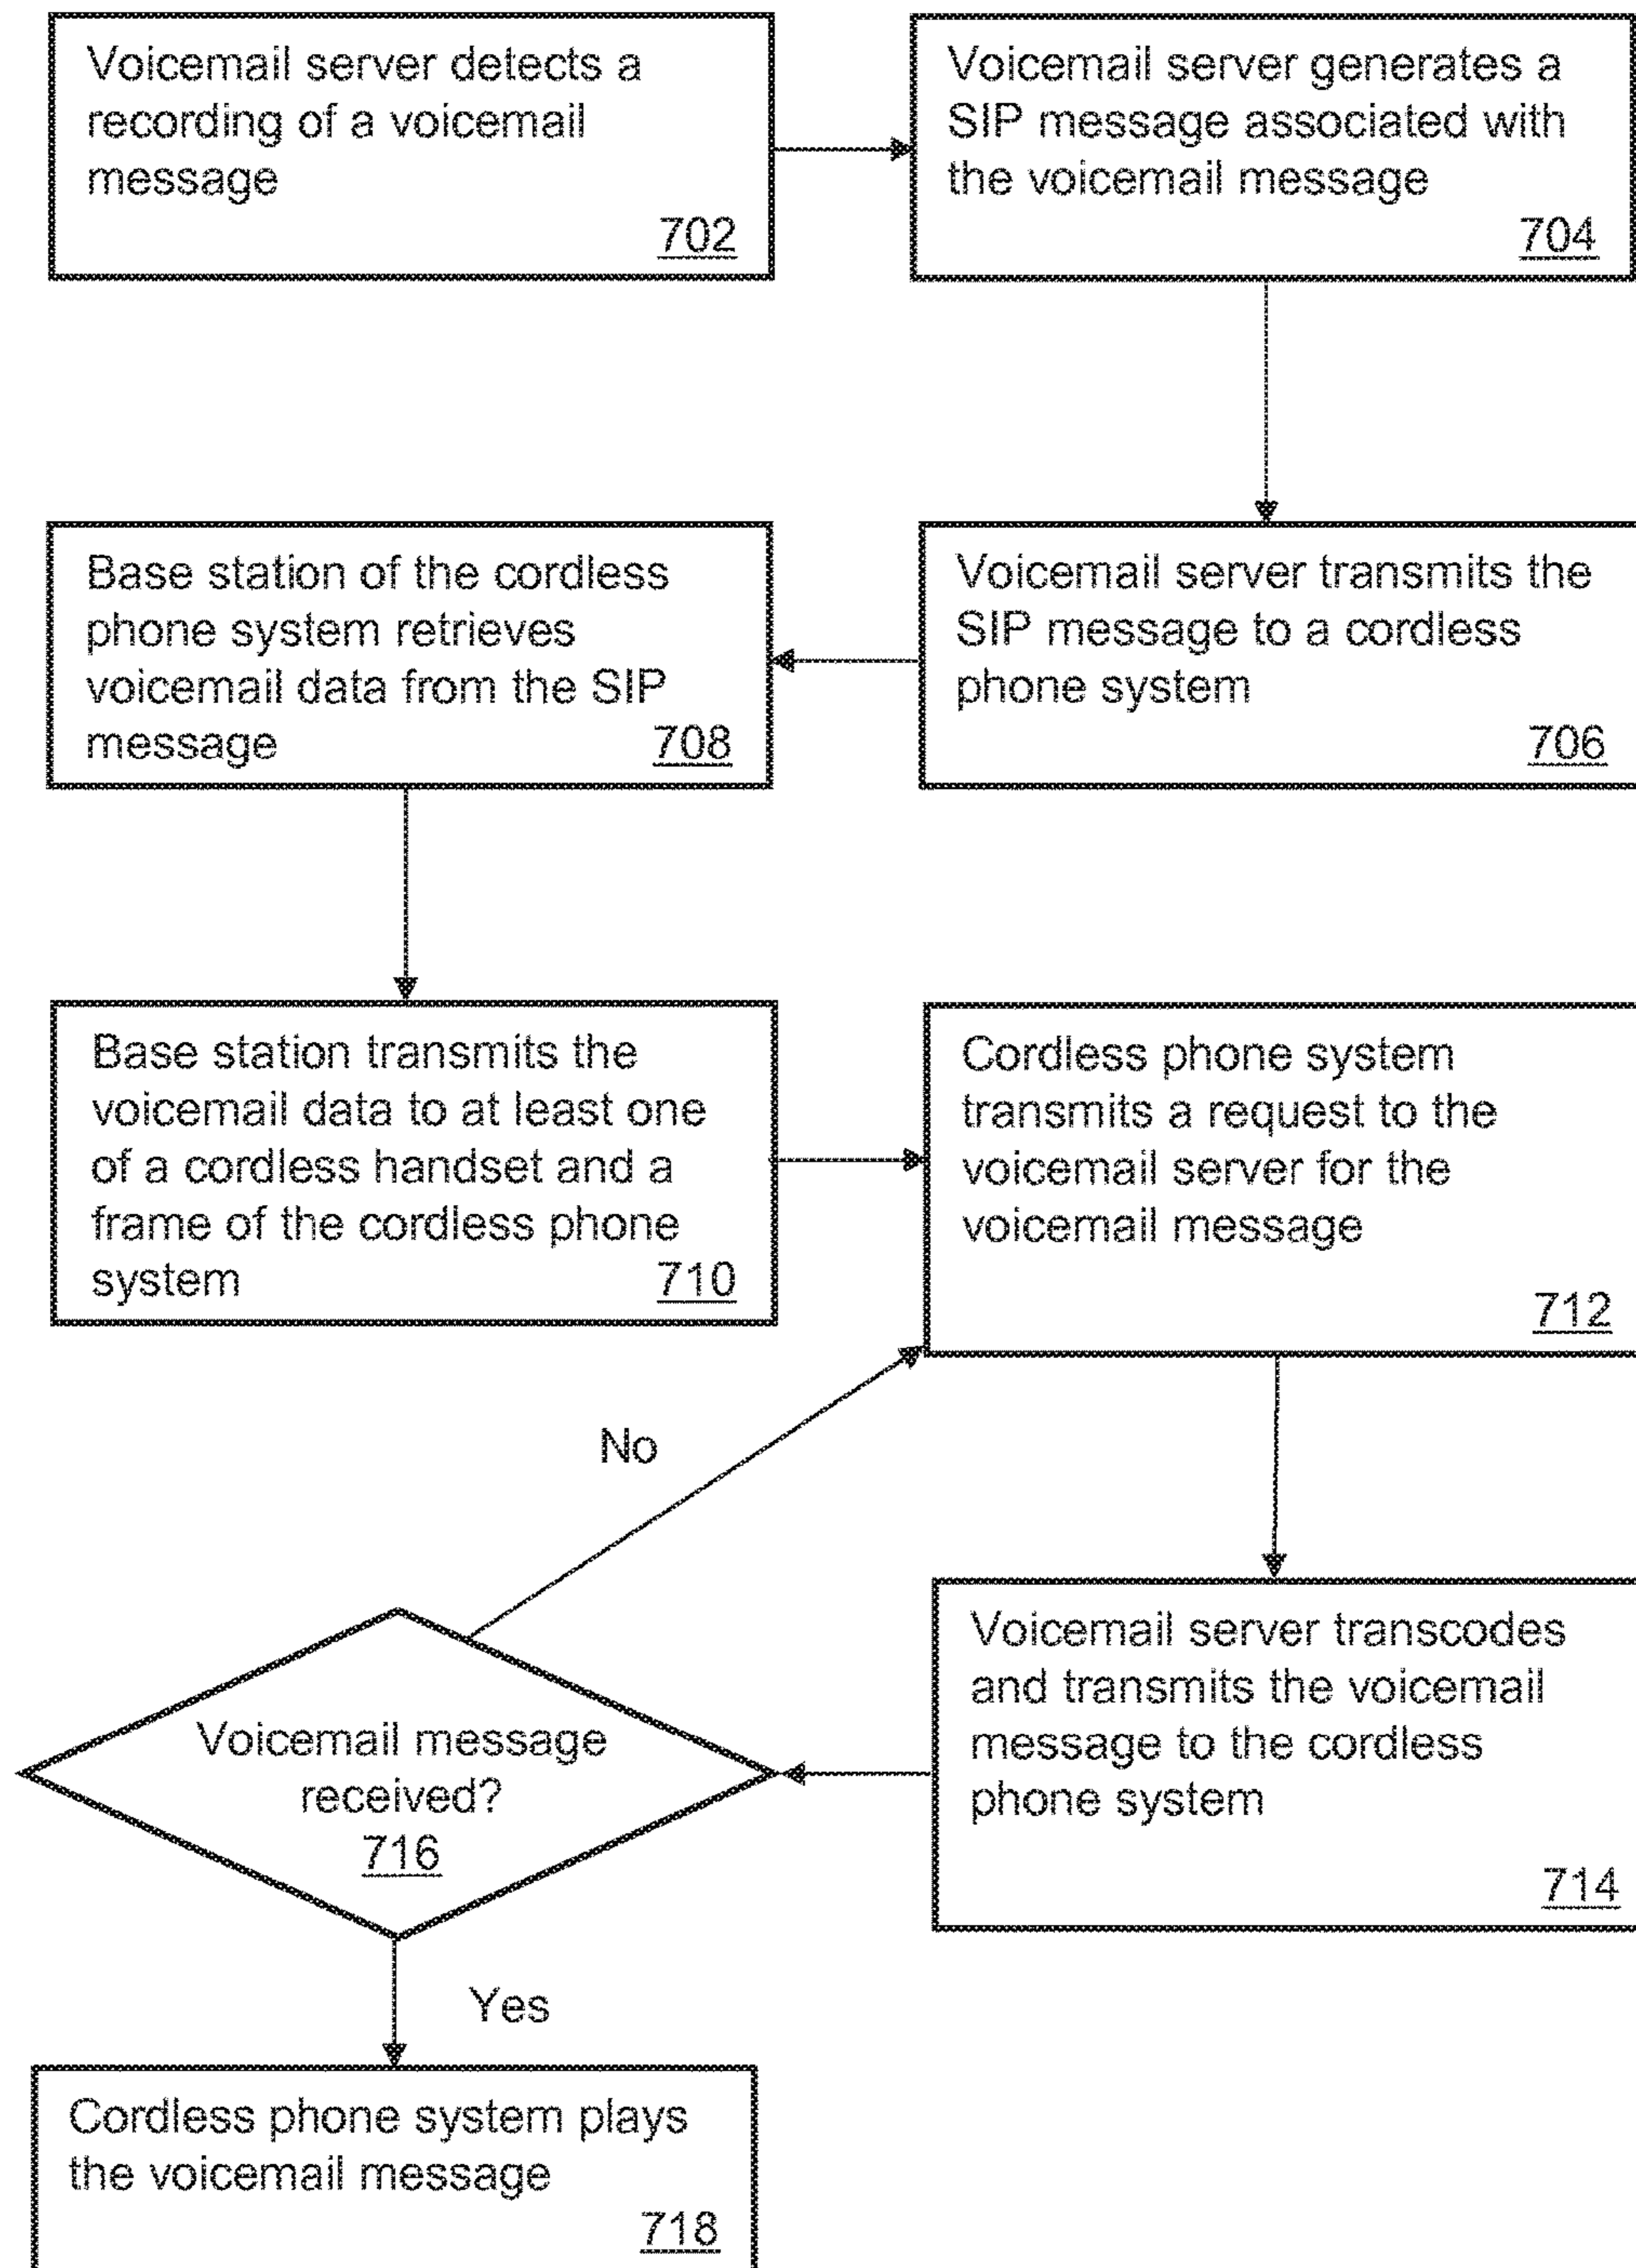 Voicemail server detects a
recording of a voicemail
message
702
Voicemail server generates a
SIP message associated with
the voicemail message
704
Voicemail server transmits the
SIP message to a cordless
phone system
706
Base station of the cordless
phone system retrieves
voicemail data from the SIP
message 708
Base station transmits the
voicemail data to at least one
of a cordless handset and a
frame of the cordless phone
system 710
Cordless phone system
transmits a request to the
voicemail server for the
voicemail message
712
No
Voicemail server transcodes
and transmits the voicemail
message to the cordless
phone system
714
Voicemail message
received?
716
Yes
Cordless phone system plays
the voicemail message
718